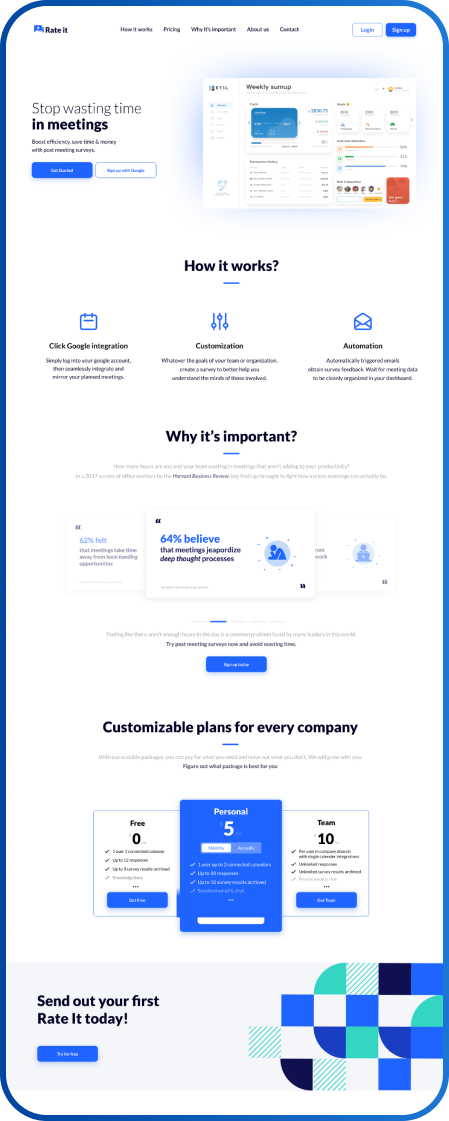 Rate it
How it works Pricing Why it's important About us Contact
Login Sign up
Stop wasting time
in meetings
Boost efficiency, save time & money
with post meeting surveys.
Get Started Sign up with Google
Weekly sumup
Cards
Transaction history
How it works?
Click Google integration
Simply log into your google account,
then seamlessly integrate and
mirror your planned meetings.
Customization
Whatever the goals of your team or organization,
create a survey to better help you
understand the minds of those involved.
Automation
Automatically triggered emails
obtain survey feedback. Wait for meeting data
to be cleanly organized in your dashboard.
Why it's important?
How many hours are you and your team wasting in meetings that aren't adding to your productivity?
In a 2017 survey of office workers by the Harvard Business Review, key findings brought to light how useless meetings can actually be.
62% felt
that meetings take time
away from team bonding
opportunities
64% believe
that meetings jeapordize
deep thought processes
Feeling like there aren't enough hours in the day is a common problem faced by many leaders in this world.
Try post meeting surveys now and avoid wasting time.
Sign up today
Customizable plans for every company
With our scalable packages, you can pay for what you need and leave out what you don't. We will grow with you.
Figure out what package is best for you
Free
$ 0
1 user 1 connected calendar
Up to 12 responses
Up to 3 survey results archived
Get Free
Personal
$ 5
Monthly Annually
1 user up to 2 connected calendars
Up to 50 responses
Up to 10 survey results archived
Standard email & chat
Team
$ 10
Per user in company domain
with single calender integrations
Unlimited responses
Unlimited survey results archived
Priority email & chat
Get Team
Send out your first
Rate It today!
Try for free